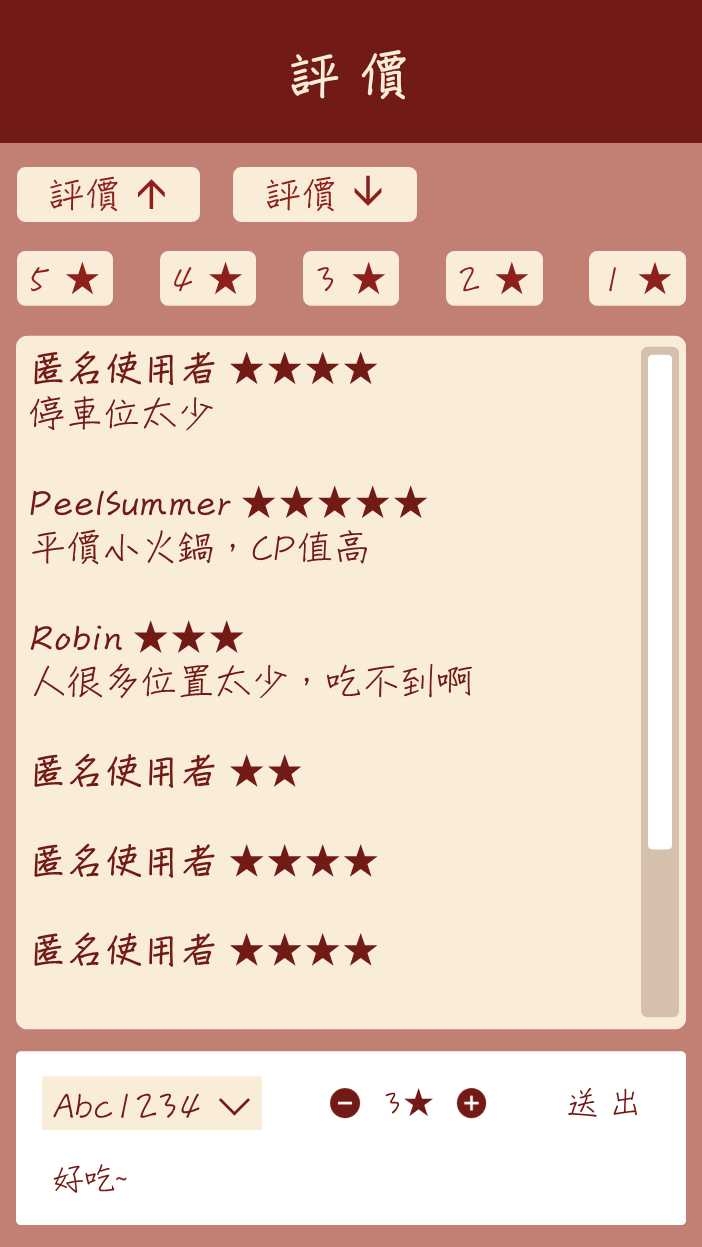 評價
評價↑ 評價↓
5★ 4★ 3★ 2★ 1★
匿名使用者 ★★★★
停車位太少
PeelSummer ★★★★★
平價小火鍋，CP值高
Robin ★★★
人很多位置太少，吃不到啊
匿名使用者 ★★
匿名使用者 ★★★★
匿名使用者 ★★★★
Abc1234 3★ 送出
好吃~